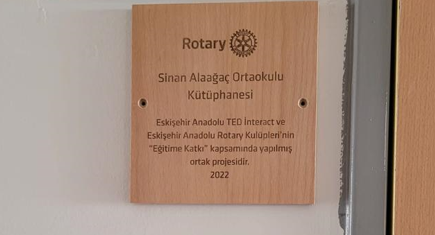 Rotary
Sinan Alaağaç Ortaokulu
Kütüphanesi
Eskişehir Anadolu TED İnteract ve
Eskişehir Anadolu Rotary Kulüpleri'nin
"Eğitime Katkı" kapsamında yapılmış
ortak projesidir.
2022